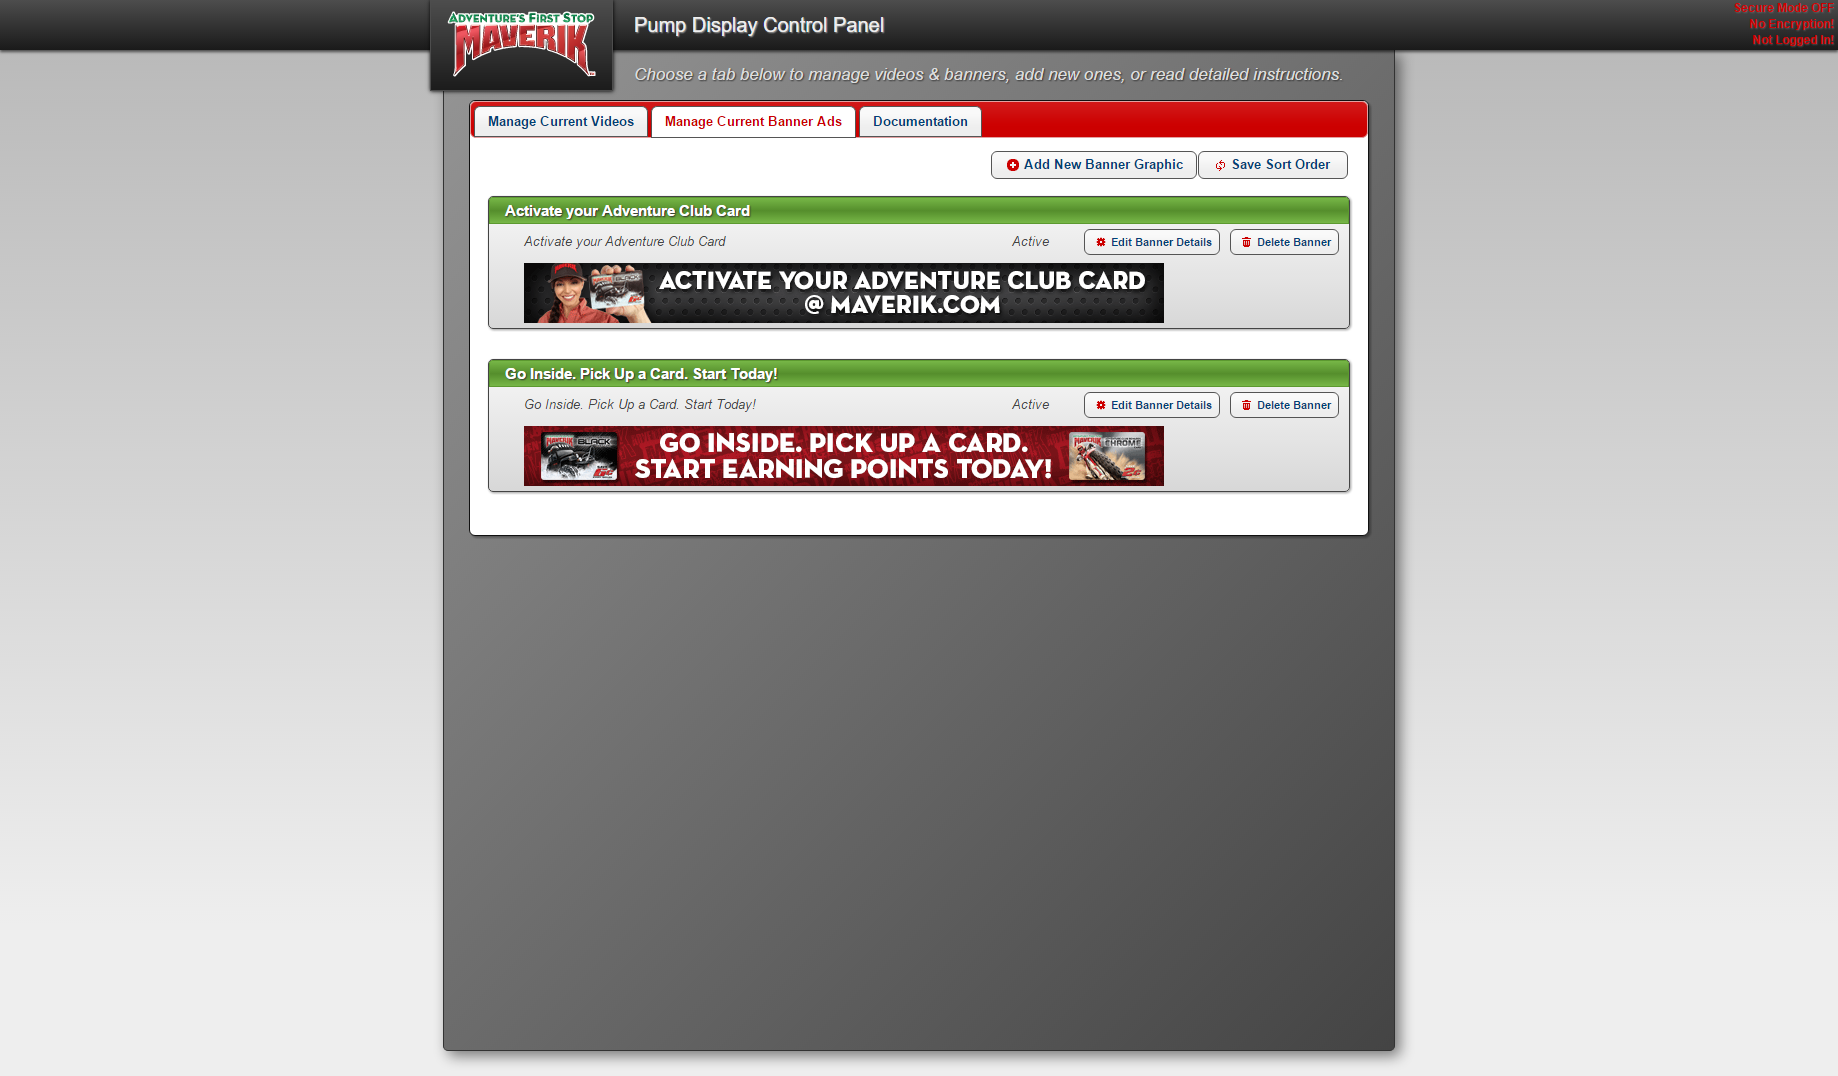 ADVENTURE'S FIRST STOP
MAVERIK
Pump Display Control Panel
Secure Mode OFF
No Encryption!
Not Logged In!
Choose a tab below to manage videos & banners, add new ones, or read detailed instructions.
Manage Current Videos
Manage Current Banner Ads
Documentation
Add New Banner Graphic
Save Sort Order
Activate your Adventure Club Card
Activate your Adventure Club Card
Active
Edit Banner Details
Delete Banner
BLACK
ACTIVATE YOUR ADVENTURE CLUB CARD
@ MAVERIK.COM
Go Inside. Pick Up a Card. Start Today!
Go Inside. Pick Up a Card. Start Today!
Active
Edit Banner Details
Delete Banner
MAVERIK BLACK
GO INSIDE. PICK UP A CARD.
START EARNING POINTS TODAY!
MAVERIK CHROME